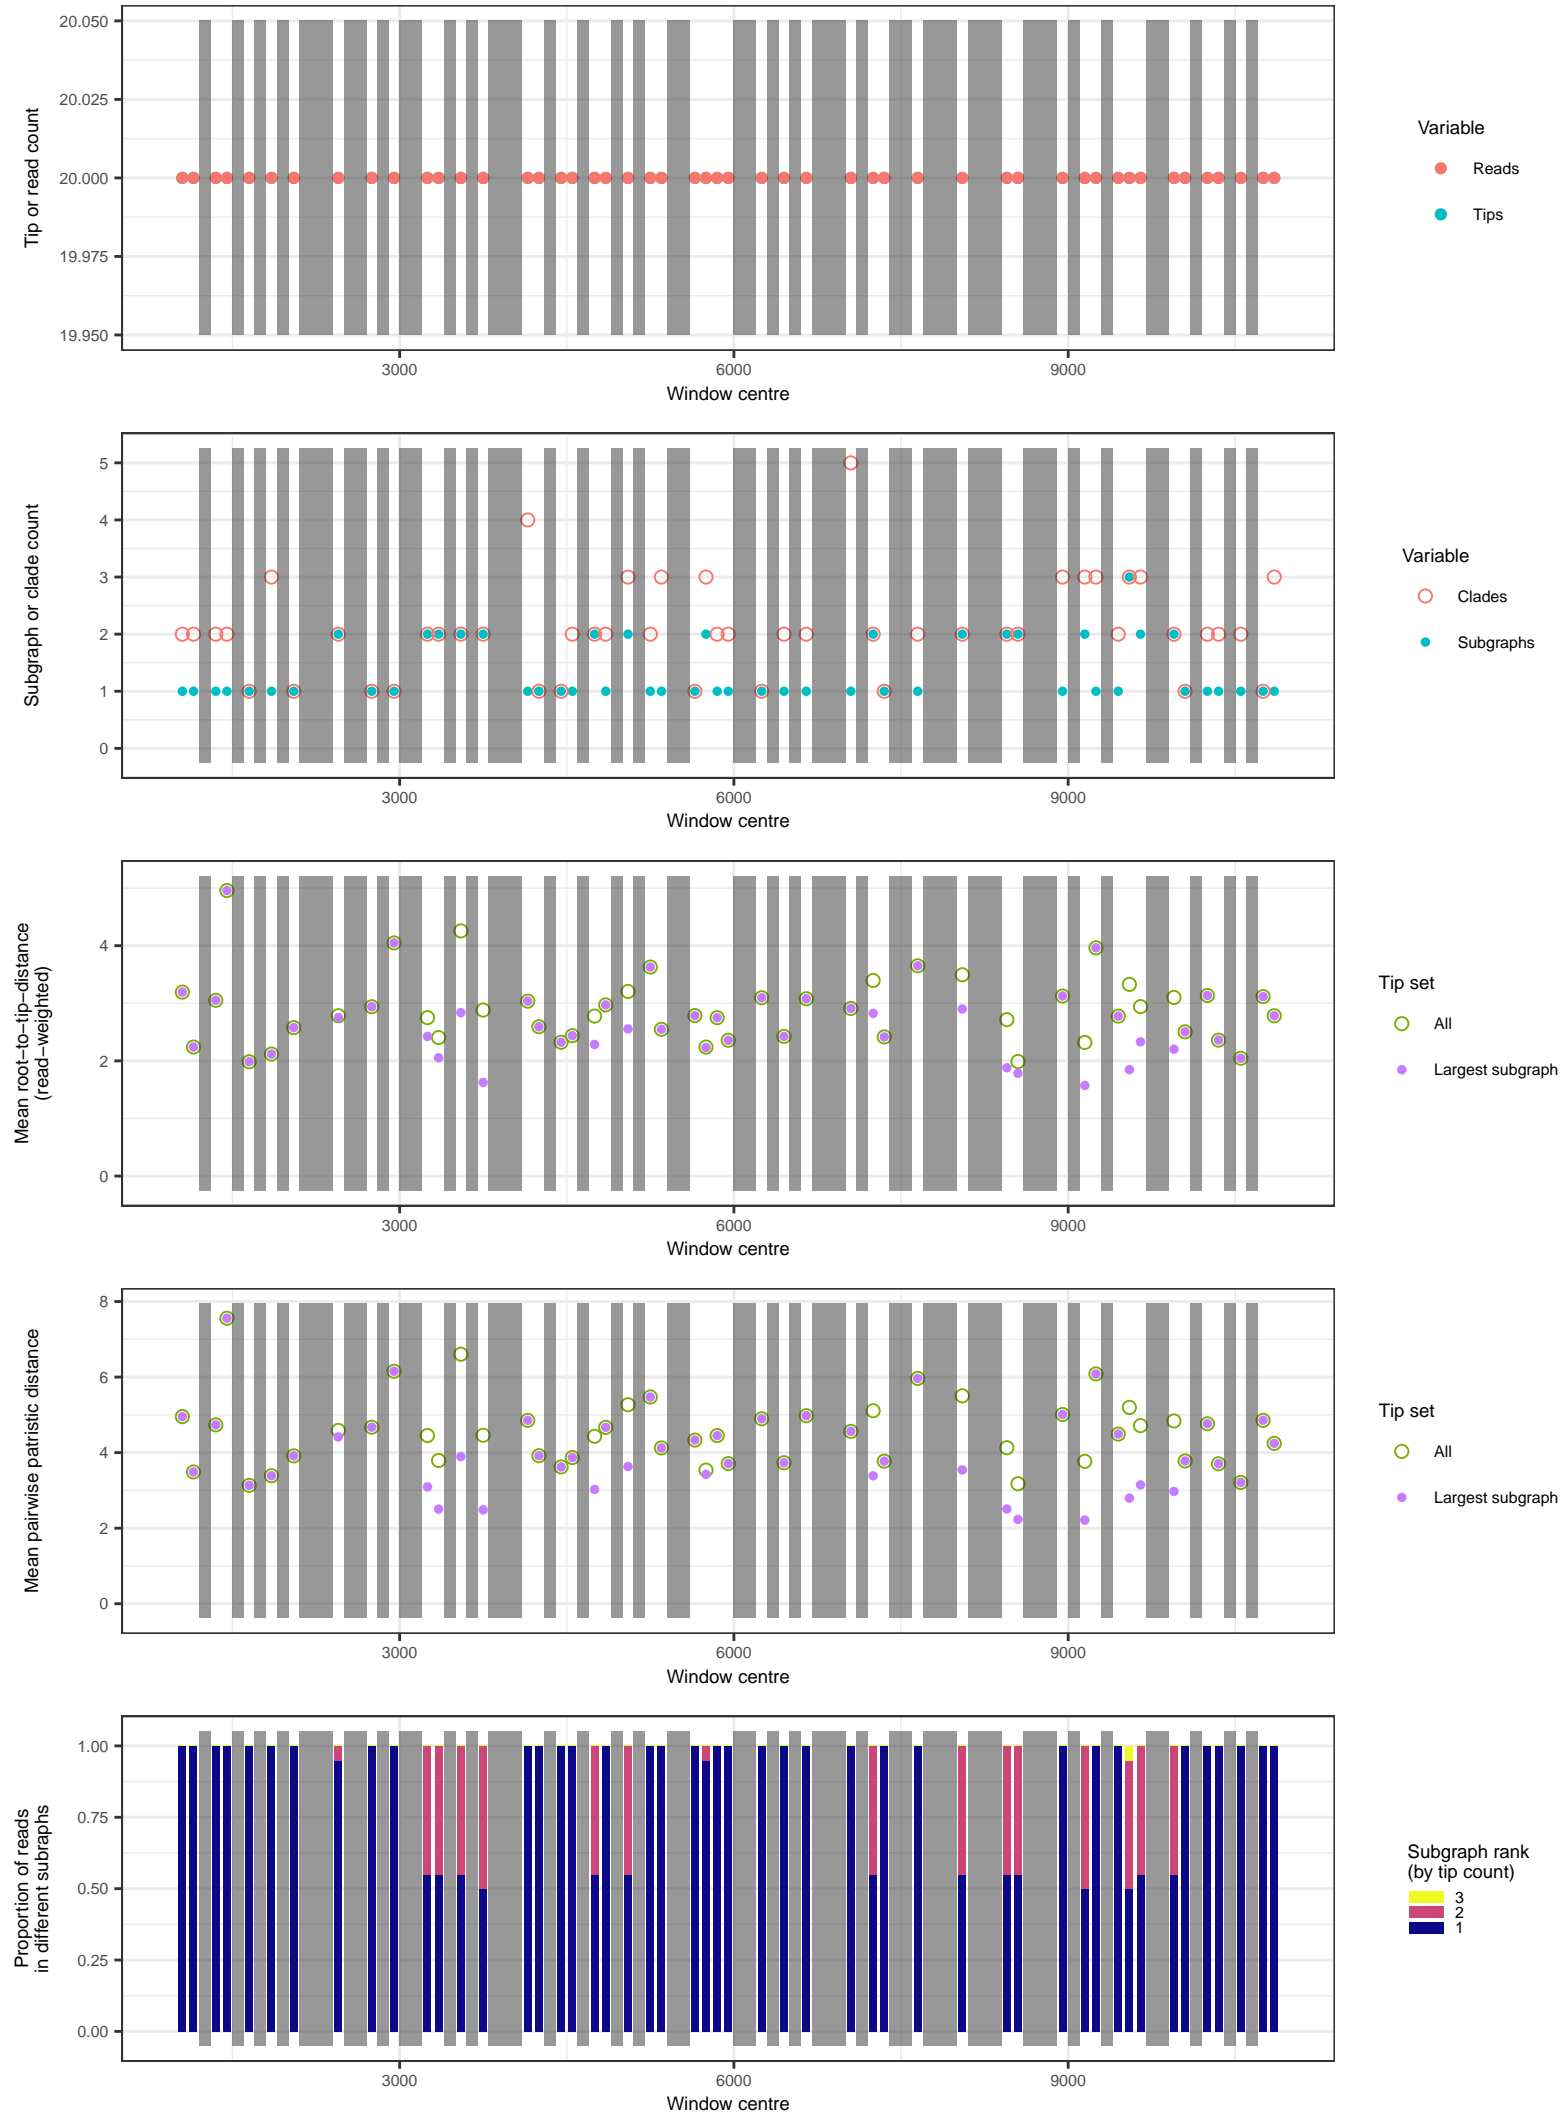 20.050
20.025
20.000
19.975
19.950
Tip or read count
3000
6000
9000
Window centre
Variable
Reads
Tips
5
4
3
2
1
0
Subgraph or clade count
3000
6000
9000
Window centre
Variable
Clades
Subgraphs
4
2
0
Mean root−to−tip−distance
(read−weighted)
3000
6000
9000
Window centre
Tip set
All
Largest subgraph
8
6
4
2
0
Mean pairwise patristic distance
3000
6000
9000
Window centre
Tip set
All
Largest subgraph
1.00
0.75
0.50
0.25
0.00
Proportion of reads
in different subraphs
3000
6000
9000
Window centre
Subgraph rank
(by tip count)
3
2
1